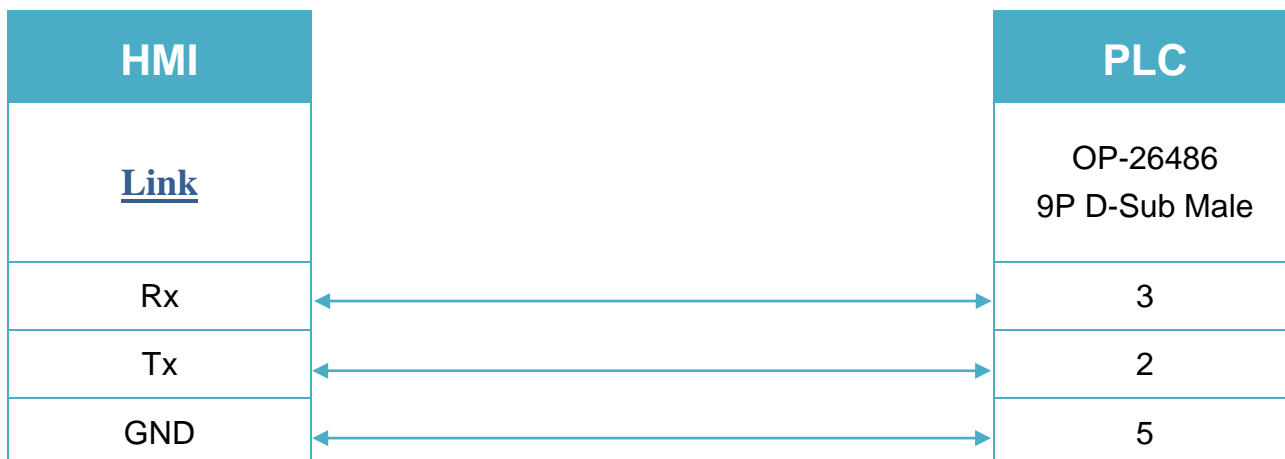 HMI PLC
Link OP-26486
9P D-Sub Male
Rx 3
Tx 2
GND 5